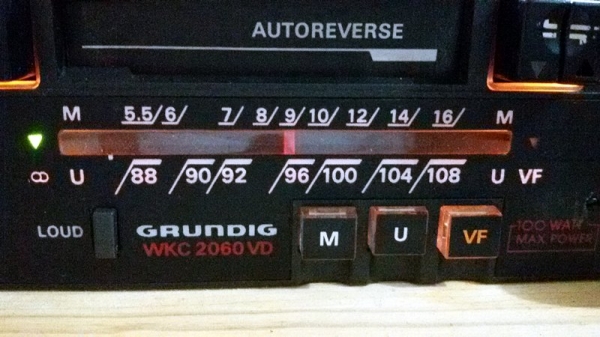 AUTOREVERSE
M 5.5/ 6/ 7/ 8/ 9/ 10/ 12/ 14/ 16/ M
U /88 /90 /92 /96 /100 /104 /108 U VF
LOUD GRUNDIG M U VF 100 WATT
WKC 2060 VD MAX POWER